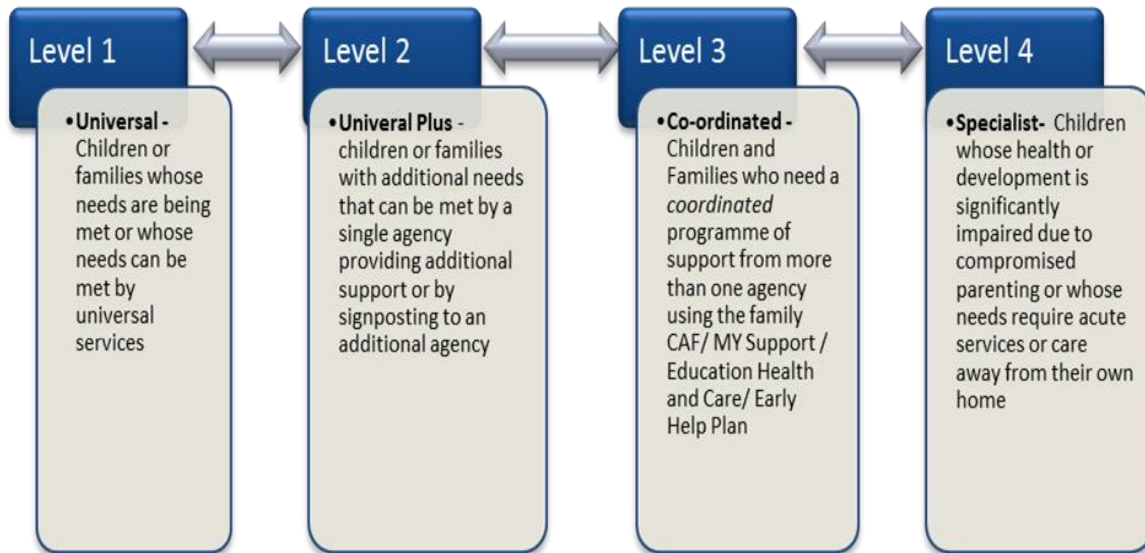 Level 1
•Universal -
Children or
families whose
needs are being
met or whose
needs can be
met by
universal
services
Level 2
•Univeral Plus -
children or families
with additional needs
that can be met by a
single agency
providing additional
support or by
signposting to an
additional agency
Level 3
•Co-ordinated -
Children and
Families who need a
coordinated
programme of
support from more
than one agency
using the family
CAF/ MY Support /
Education Health
and Care/ Early
Help Plan
Level 4
•Specialist- Children
whose health or
development is
significantly
impaired due to
compromised
parenting or whose
needs require acute
services or care
away from their own
home